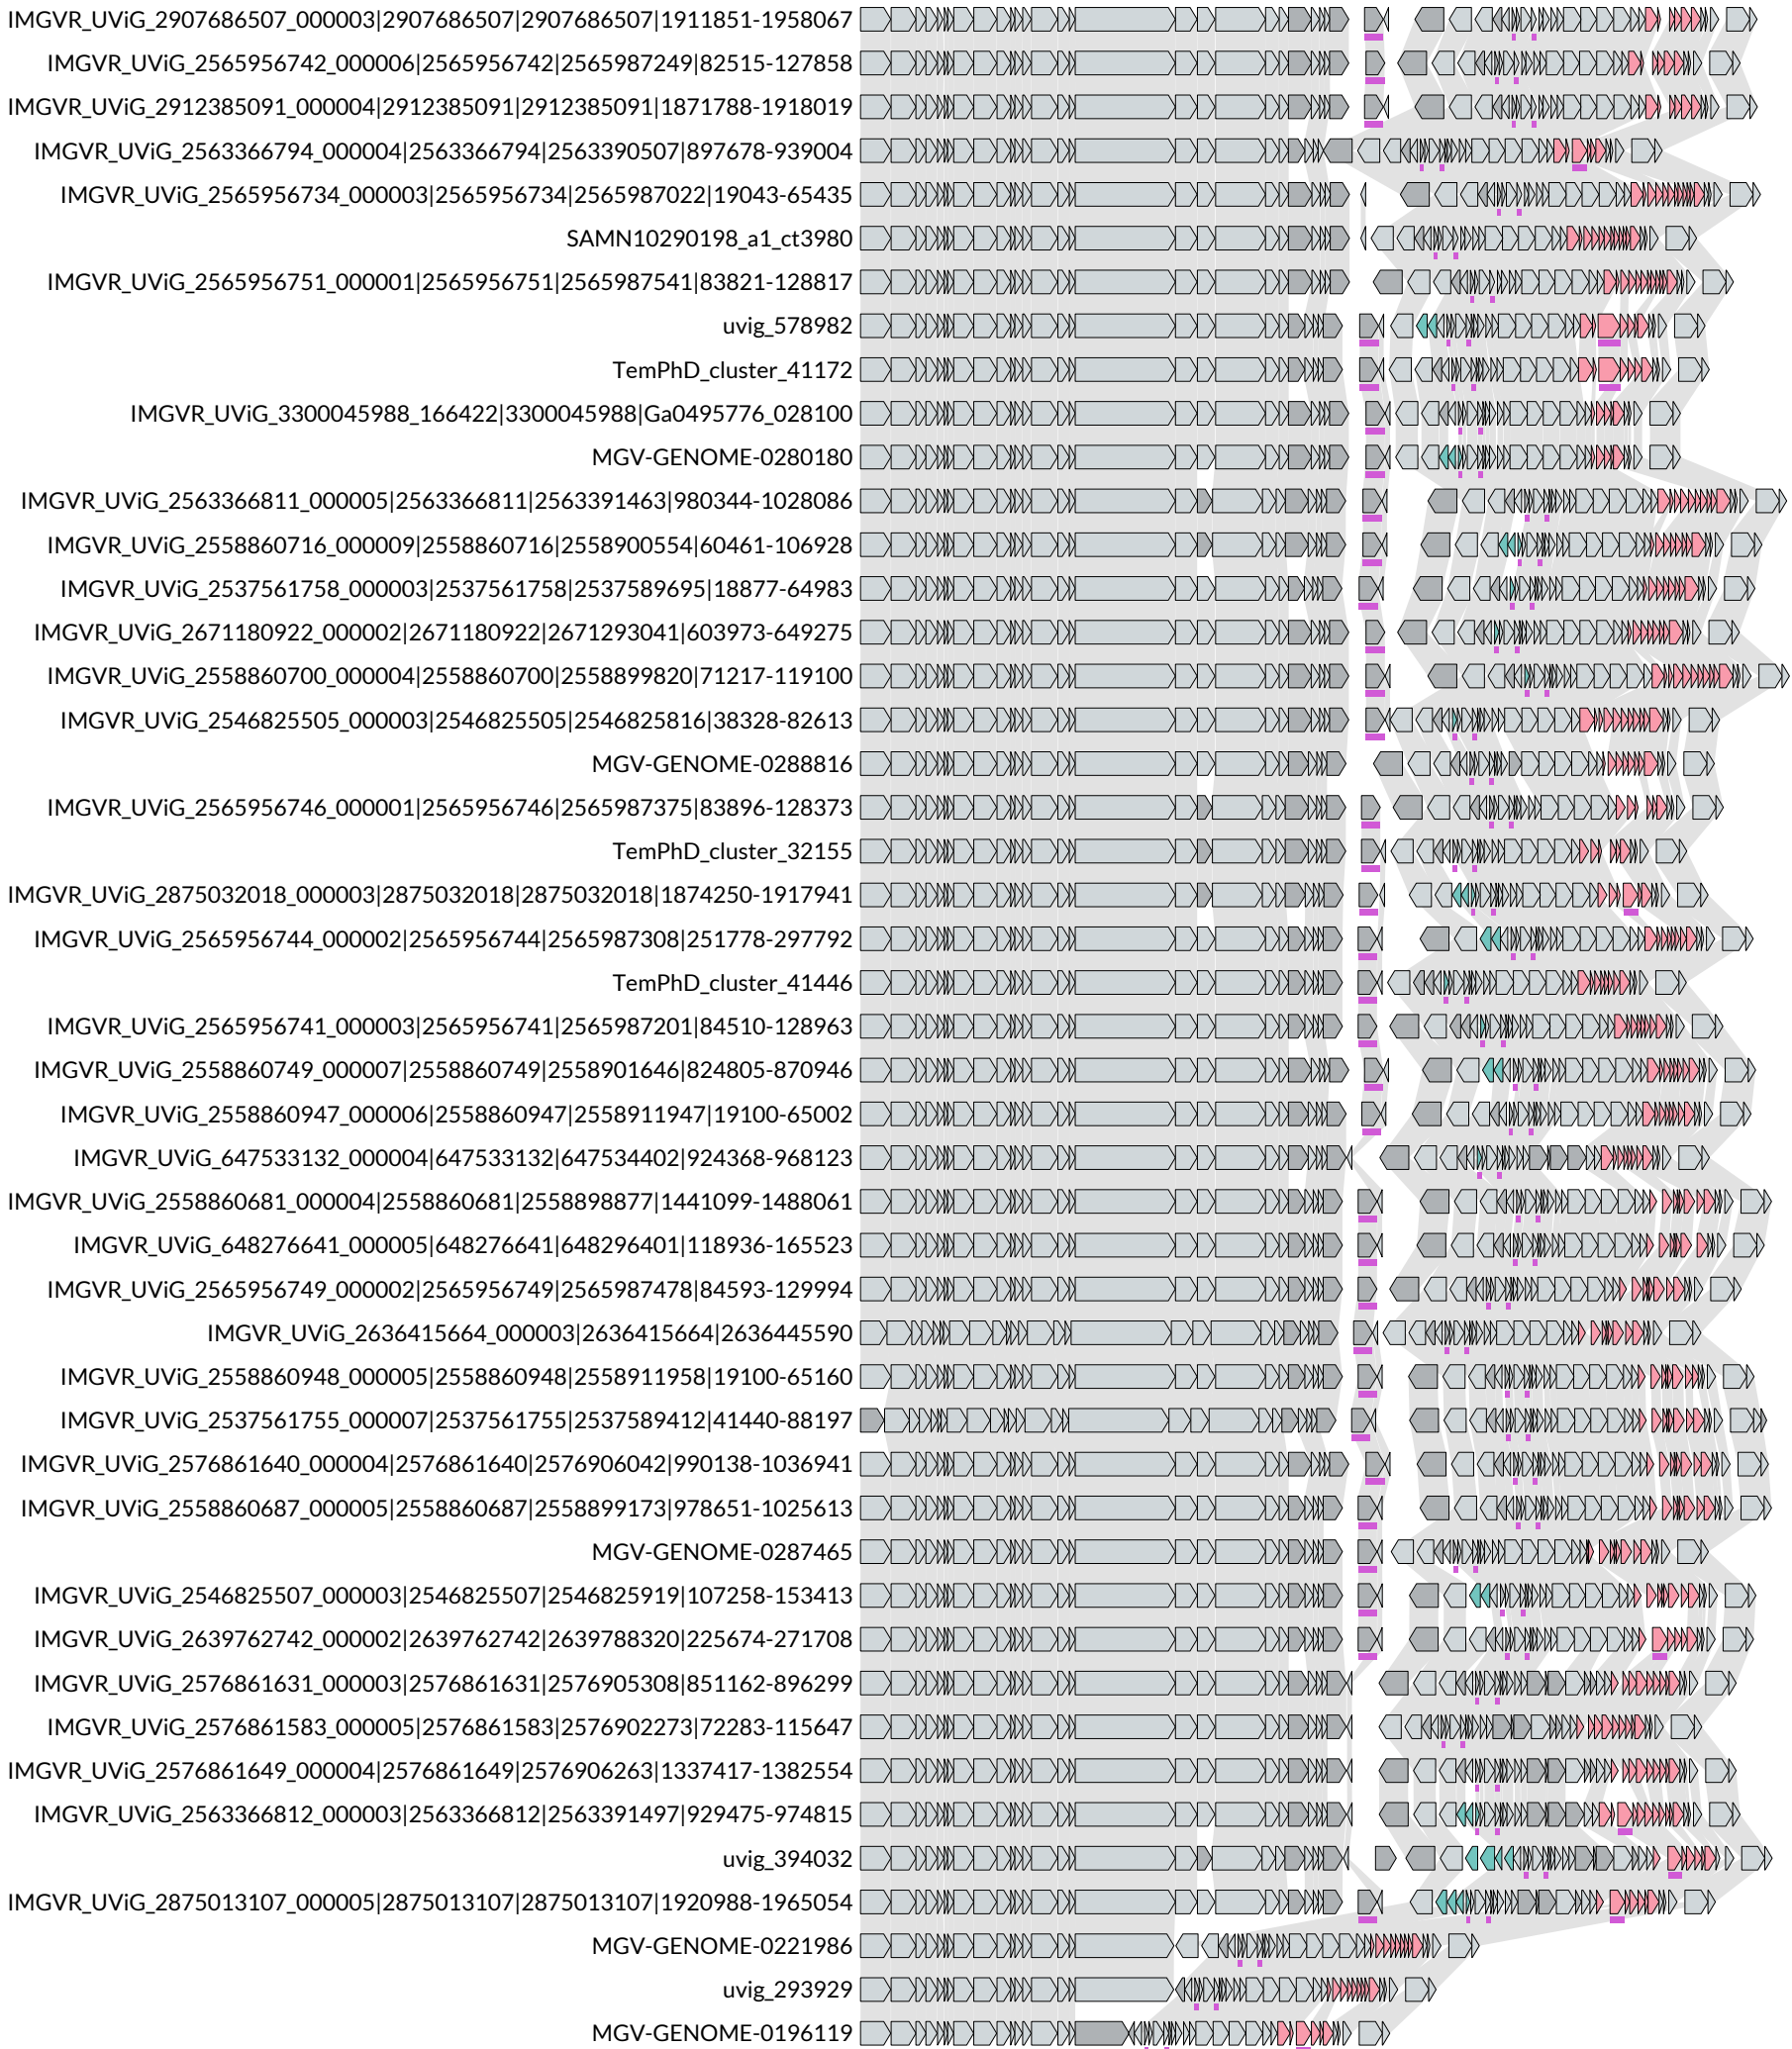 IMGVR_UViG_2907686507_000003|2907686507|2907686507|1911851-1958067
IMGVR_UViG_2565956742_000006|2565956742|2565987249|82515-127858
IMGVR_UViG_2912385091_000004|2912385091|2912385091|1871788-1918019
IMGVR_UViG_2563366794_000004|2563366794|2563390507|897678-939004
IMGVR_UViG_2565956734_000003|2565956734|2565987022|19043-65435
SAMN10290198_a1_ct3980
IMGVR_UViG_2565956751_000001|2565956751|2565987541|83821-128817
uvig_578982
TemPhD_cluster_41172
IMGVR_UViG_3300045988_166422|3300045988|Ga0495776_028100
MGV-GENOME-0280180
IMGVR_UViG_2563366811_000005|2563366811|2563391463|980344-1028086
IMGVR_UViG_2558860716_000009|2558860716|2558900554|60461-106928
IMGVR_UViG_2537561758_000003|2537561758|2537589695|18877-64983
IMGVR_UViG_2671180922_000002|2671180922|2671293041|603973-649275
IMGVR_UViG_2558860700_000004|2558860700|2558899820|71217-119100
IMGVR_UViG_2546825505_000003|2546825505|2546825816|38328-82613
MGV-GENOME-0288816
IMGVR_UViG_2565956746_000001|2565956746|2565987375|83896-128373
TemPhD_cluster_32155
IMGVR_UViG_2875032018_000003|2875032018|2875032018|1874250-1917941
IMGVR_UViG_2565956744_000002|2565956744|2565987308|251778-297792
TemPhD_cluster_41446
IMGVR_UViG_2565956741_000003|2565956741|2565987201|84510-128963
IMGVR_UViG_2558860749_000007|2558860749|2558901646|824805-870946
IMGVR_UViG_2558860947_000006|2558860947|2558911947|19100-65002
IMGVR_UViG_647533132_000004|647533132|647534402|924368-968123
IMGVR_UViG_2558860681_000004|2558860681|2558898877|1441099-1488061
IMGVR_UViG_648276641_000005|648276641|648296401|118936-165523
IMGVR_UViG_2565956749_000002|2565956749|2565987478|84593-129994
IMGVR_UViG_2636415664_000003|2636415664|2636445590
IMGVR_UViG_2558860948_000005|2558860948|2558911958|19100-65160
IMGVR_UViG_2537561755_000007|2537561755|2537589412|41440-88197
IMGVR_UViG_2576861640_000004|2576861640|2576906042|990138-1036941
IMGVR_UViG_2558860687_000005|2558860687|2558899173|978651-1025613
MGV-GENOME-0287465
IMGVR_UViG_2546825507_000003|2546825507|2546825919|107258-153413
IMGVR_UViG_2639762742_000002|2639762742|2639788320|225674-271708
IMGVR_UViG_2576861631_000003|2576861631|2576905308|851162-896299
IMGVR_UViG_2576861583_000005|2576861583|2576902273|72283-115647
IMGVR_UViG_2576861649_000004|2576861649|2576906263|1337417-1382554
IMGVR_UViG_2563366812_000003|2563366812|2563391497|929475-974815
uvig_394032
IMGVR_UViG_2875013107_000005|2875013107|2875013107|1920988-1965054
MGV-GENOME-0221986
uvig_293929
MGV-GENOME-0196119